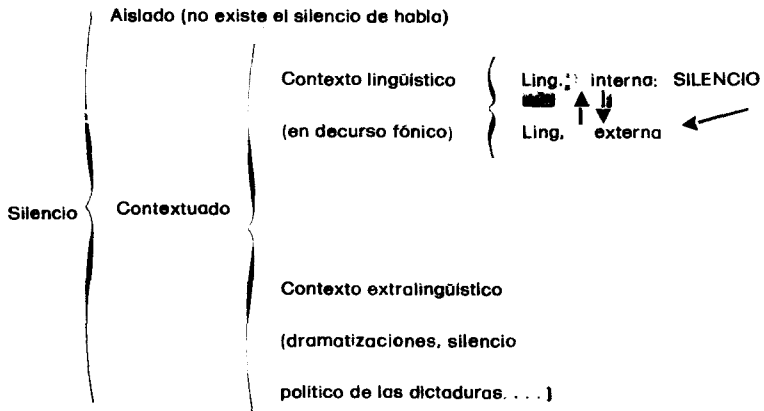 Aislado (no existe el silencio de habla)
Contexto lingüístico
Ling. interna: SILENCIO
(en decurso fónico)
Ling. externa
Silencio
Contextuado
Contexto extralingüístico
(dramatizaciones, silencio
político de las dictaduras. . . . )